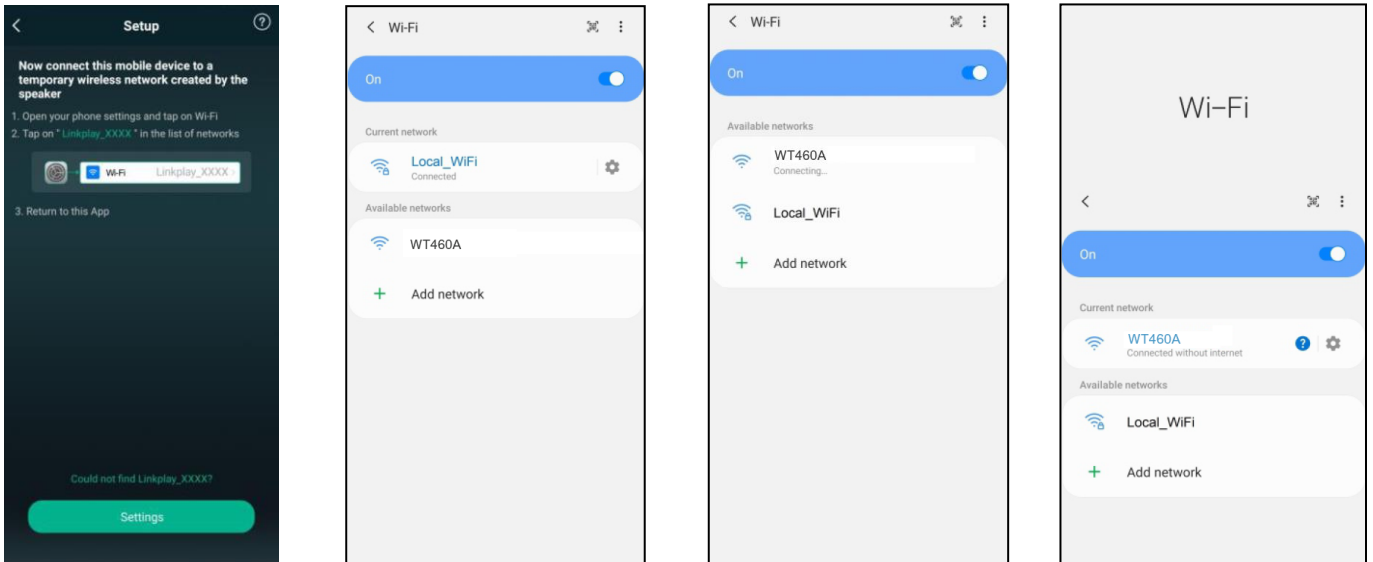 Setup
?
Now connect this mobile device to a
temporary wireless network created by the
speaker
1. Open your phone settings and tap on Wi-Fi
2. Tap on " Linkplay_XXXX " in the list of networks
Wi-Fi Linkplay_XXXX
3. Return to this App
Could not find Linkplay_XXXX?
Settings
Wi-Fi
On
Current network
Local_WiFi
Connected
Available networks
WT460A
Add network
Wi-Fi
On
Available networks
WT460A
Connecting...
Local_WiFi
Add network
Wi-Fi
On
Current network
WT460A
Connected without internet
?
Available networks
Local_WiFi
Add network